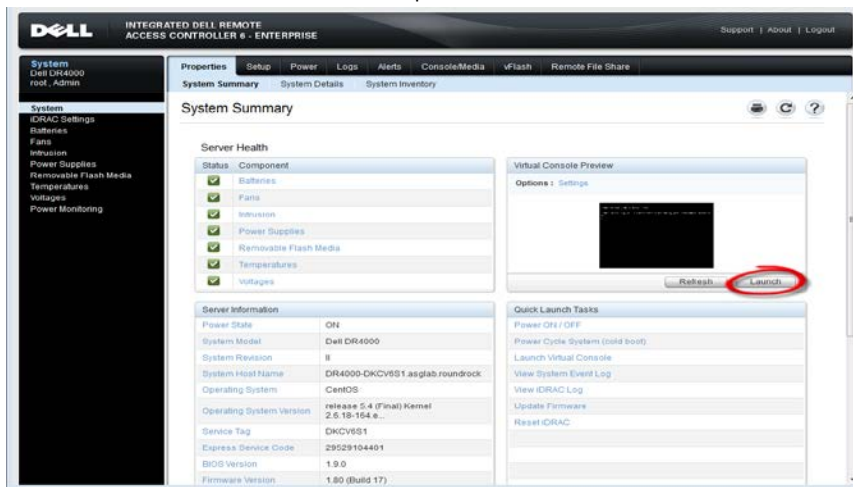 DELL
INTEGRATED DELL REMOTE
ACCESS CONTROLLER 6 - ENTERPRISE
Support | About | Logout
System
Dell DR4000
root , Admin
Properties Setup Power Logs Alerts Console/Media vFlash Remote File Share
System Summary System Details System Inventory
System
iDRAC Settings
Batteries
Fans
Intrusion
Power Supplies
Removable Flash Media
Temperatures
Voltages
Power Monitoring
System Summary
Server Health
Status Component
Batteries
Fans
Intrusion
Power Supplies
Removable Flash Media
Temperatures
Voltages
Virtual Console Preview
Options : Settings
Refresh Launch
Server Information
Power State ON
System Model Dell DR4000
System Revision II
System Host Name DR4000-DKCV6S1.asglab.roundrock
Operating System CentOS
Operating System Version release 5.4 (Final) Kernel
2.6.18-164.e...
Service Tag DKCV6S1
Express Service Code 29529104401
BIOS Version 1.9.0
Firmware Version 1.80 (Build 17)
Quick Launch Tasks
Power ON / OFF
Power Cycle System (cold boot)
Launch Virtual Console
View System Event Log
View iDRAC Log
Update Firmware
Reset iDRAC